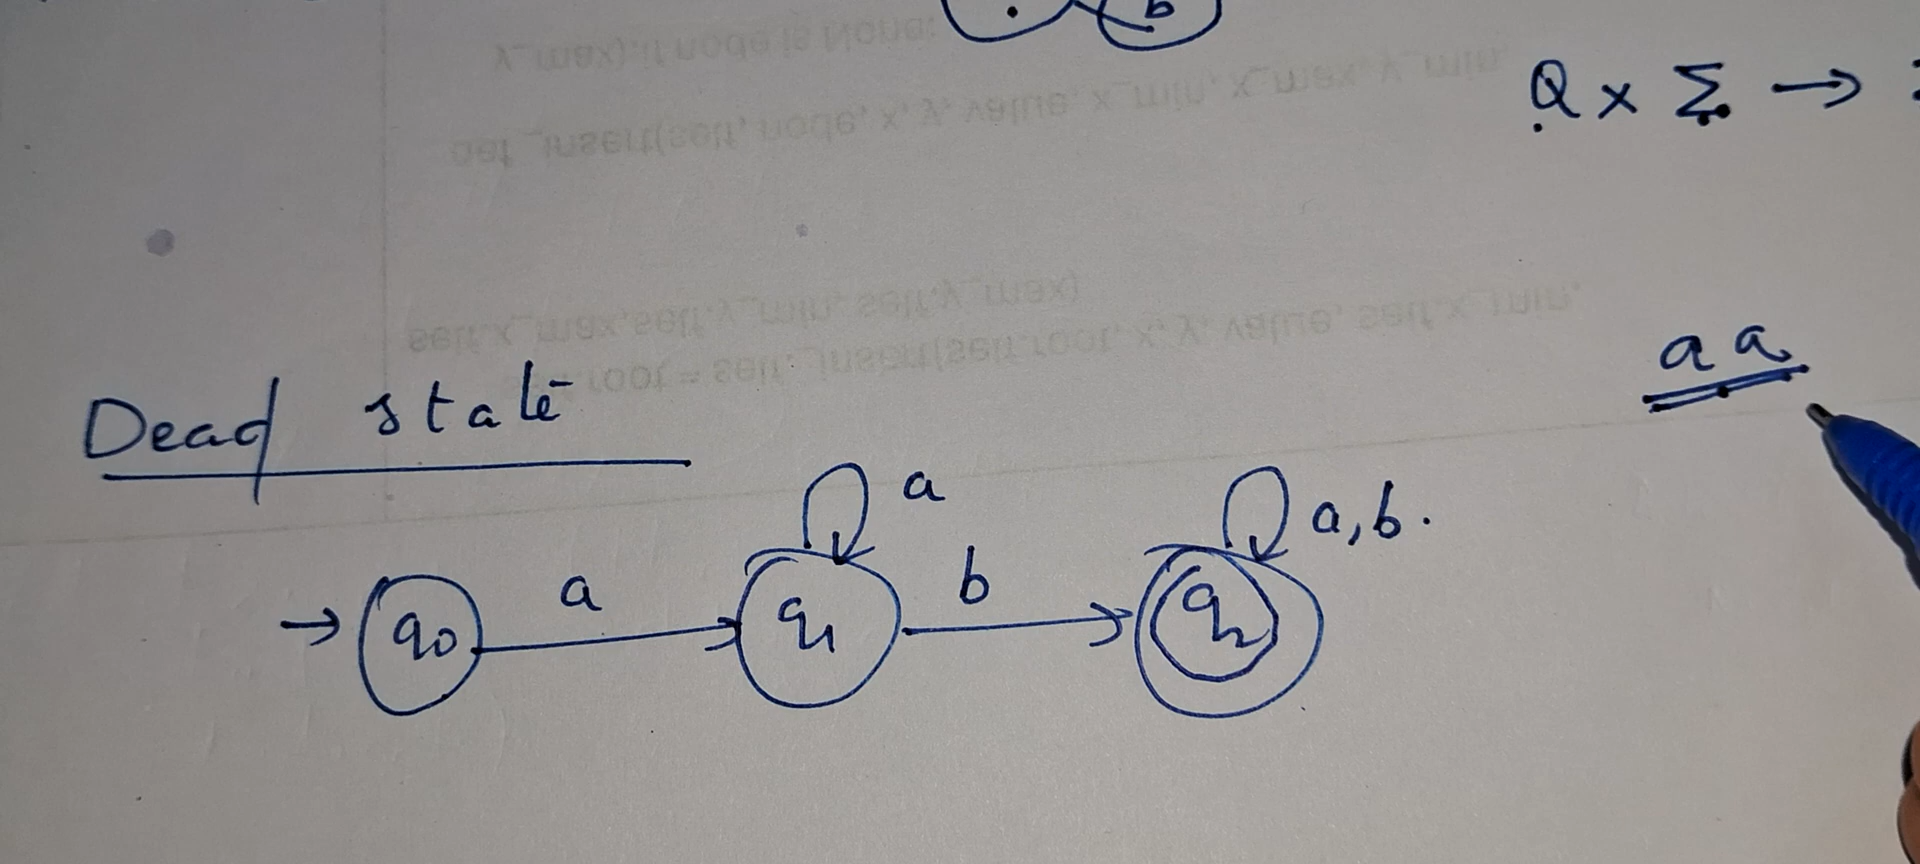 b
Q × Σ →
a a
Dead state
a
a, b.
a
b
→ q0
q1
q2